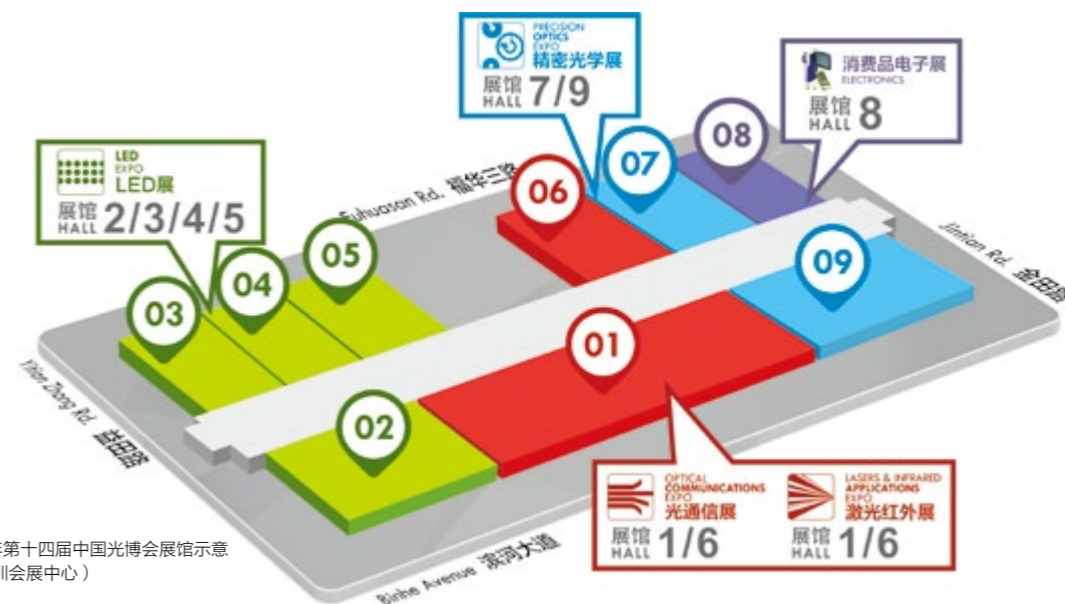 PRECISION
OPTICS
EXPO
精密光学展
展馆
HALL 7/9
消费品电子展
ELECTRONICS
展馆
HALL 8
LED
EXPO
LED展
展馆
HALL 2/3/4/5
Fuhuasan Rd. 福华三路
08
07
06
05
04
03
09
01
02
Jintian Rd. 金田路
Yitian Zhong Rd. 益田路
OPTICAL
COMMUNICATIONS
EXPO
光通信展
展馆
HALL 1/6
LASERS & INFRARED
APPLICATIONS
EXPO
激光红外展
展馆
HALL 1/6
Binhe Avenue 滨河大道
第十四届中国光博会展馆示意
会展中心）